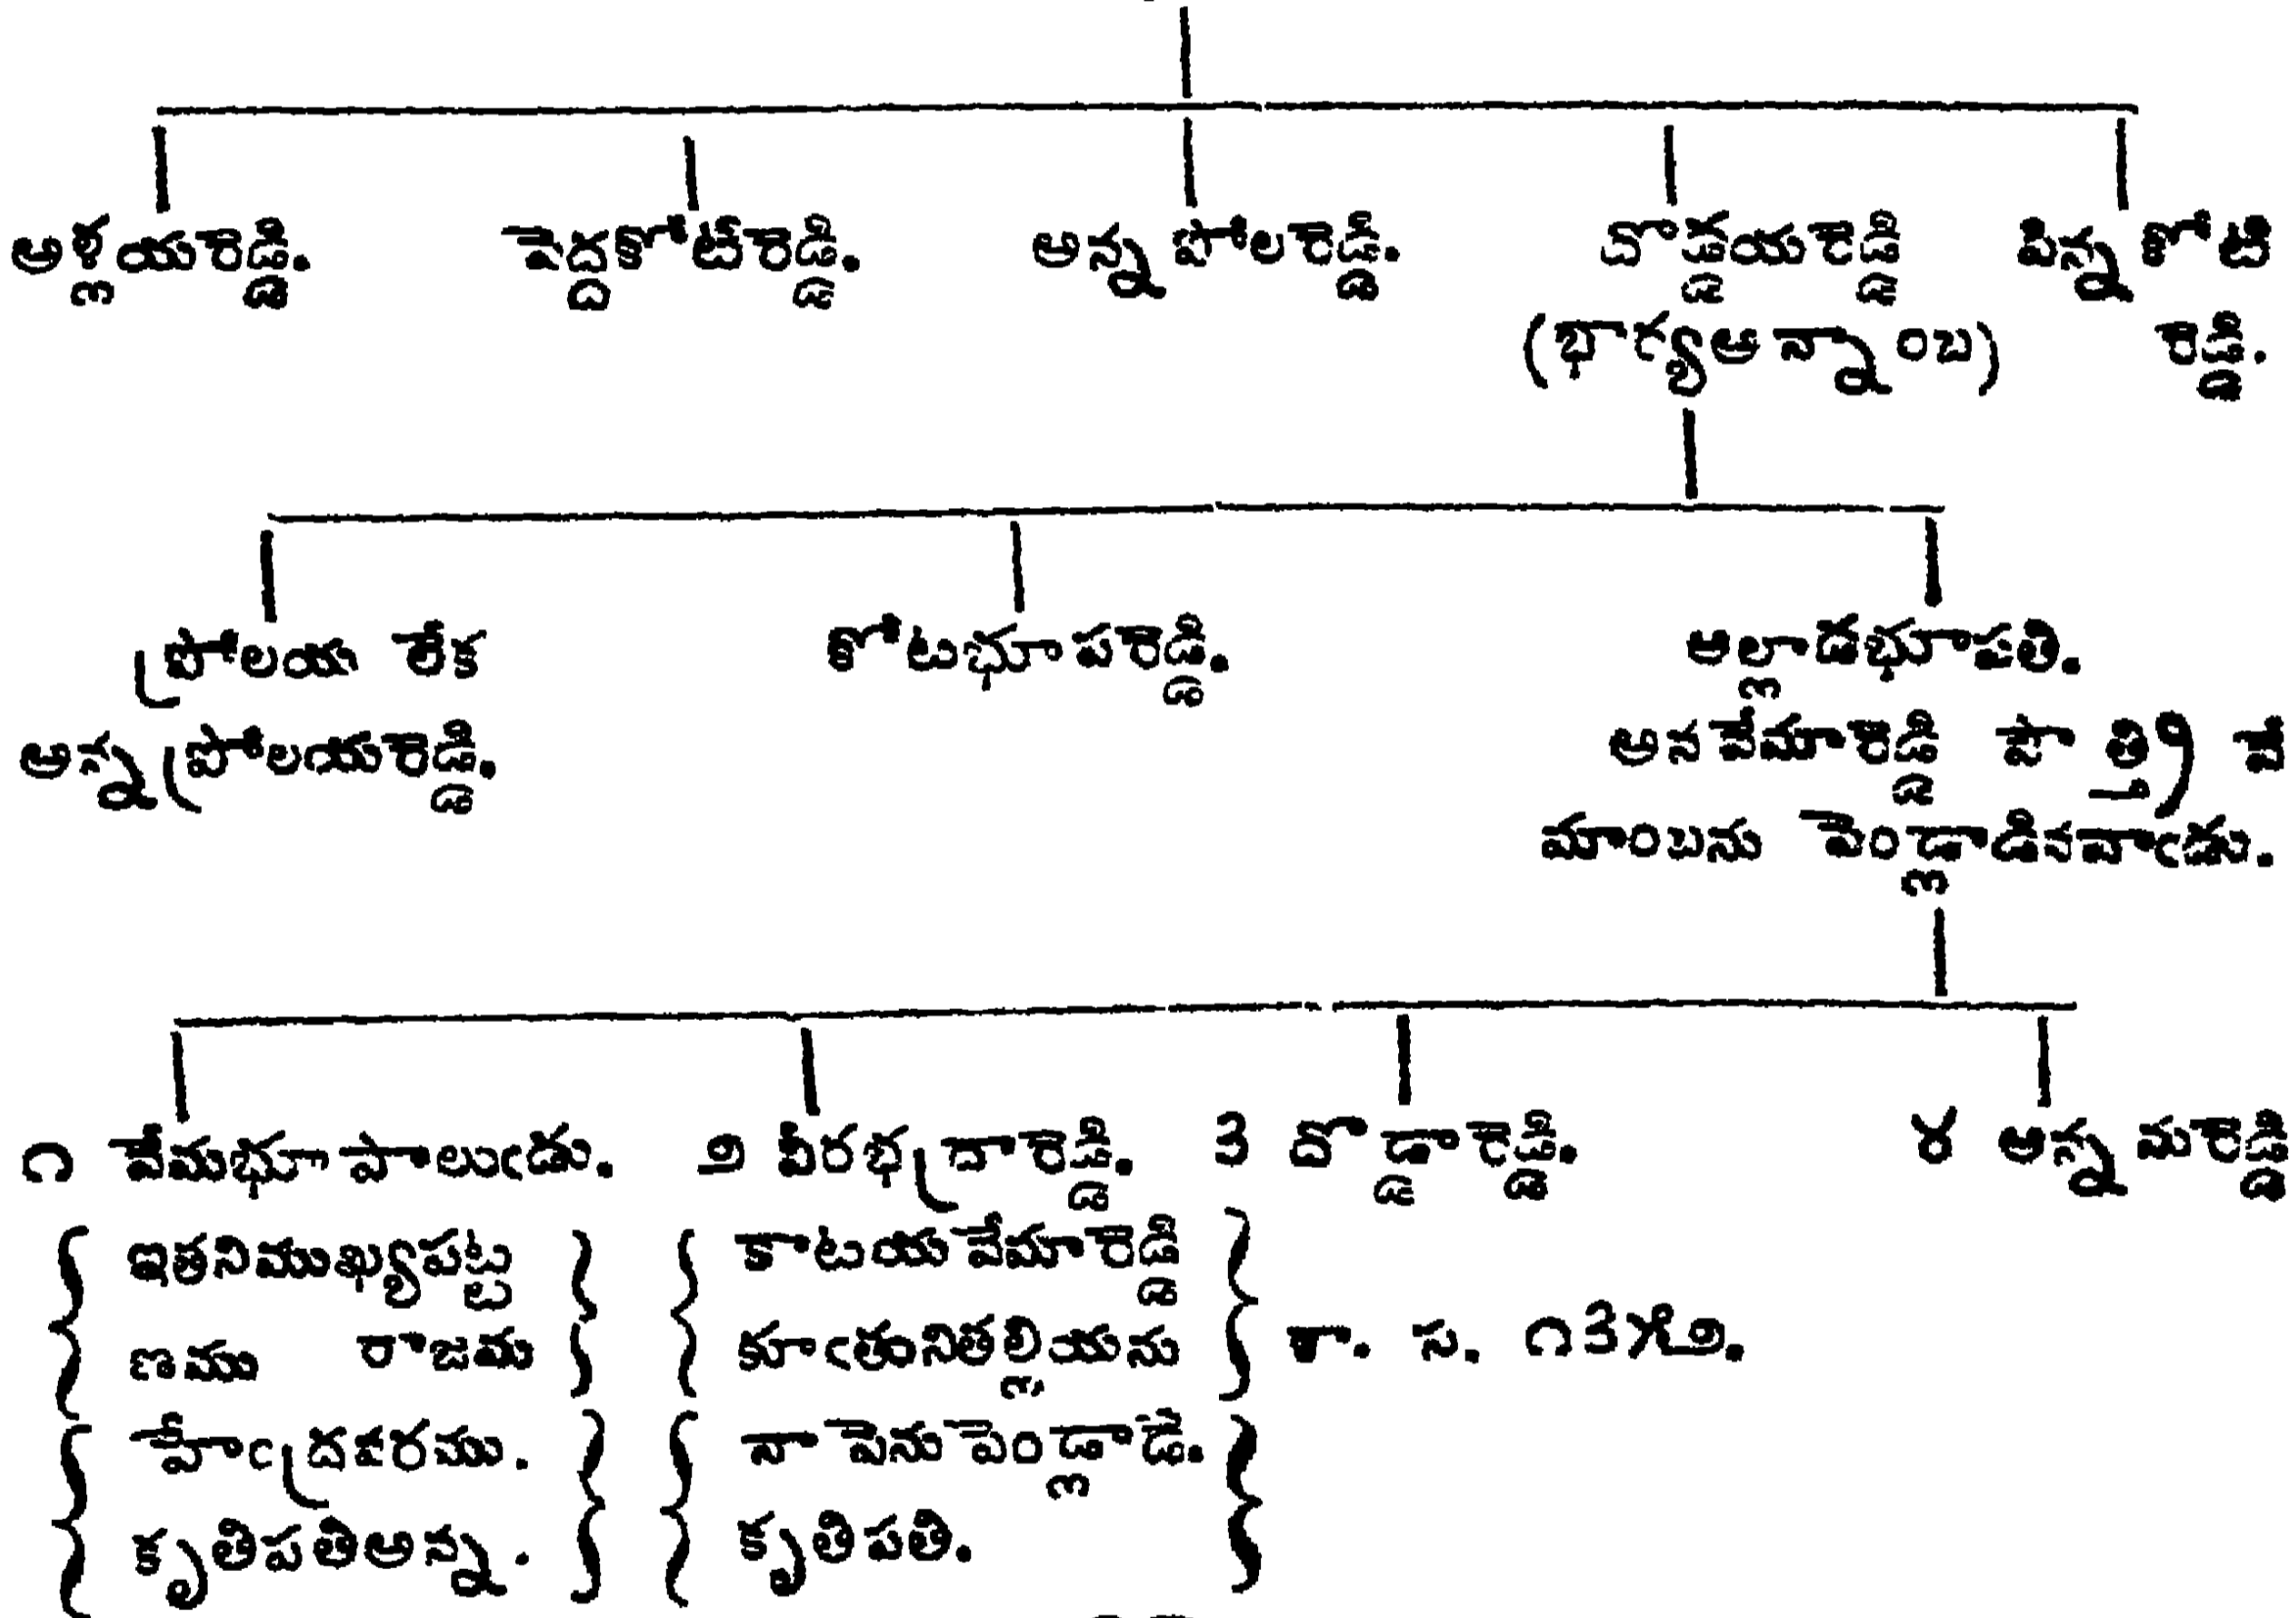 అళ్లయరెడ్డి. పెద్దకోటిరెడ్డి. అన్నపోలరెడ్డి. దొడ్డయరెడ్డి పిన్నకోటి
(భార్యఅన్నాంబ) రెడ్డి.
ప్రోలయ లేక కోటభూపరెడ్డి. అల్లాడభూపతి.
అన్నప్రోలయరెడ్డి. అనవేమారెడ్డి పౌత్త్రి వే
మాంబను పెండ్లాడినవాఁడు.
౧ వేమభూపాలుఁడు. ౨ వీరభద్రారెడ్డి. 3 దొడ్డారెడ్డి. ౪ అన్నమరెడ్డి
ఇతనిముఖ్యపట్ట కాటయవేమారెడ్డి
ణము రాజమ కూఁతునితల్లియను శా. స. ౧3౫౨.
హేఁద్రవరము. నాపెనుపెండ్లాడె.
కృతిపతిఅన్న. కృతిపతి.